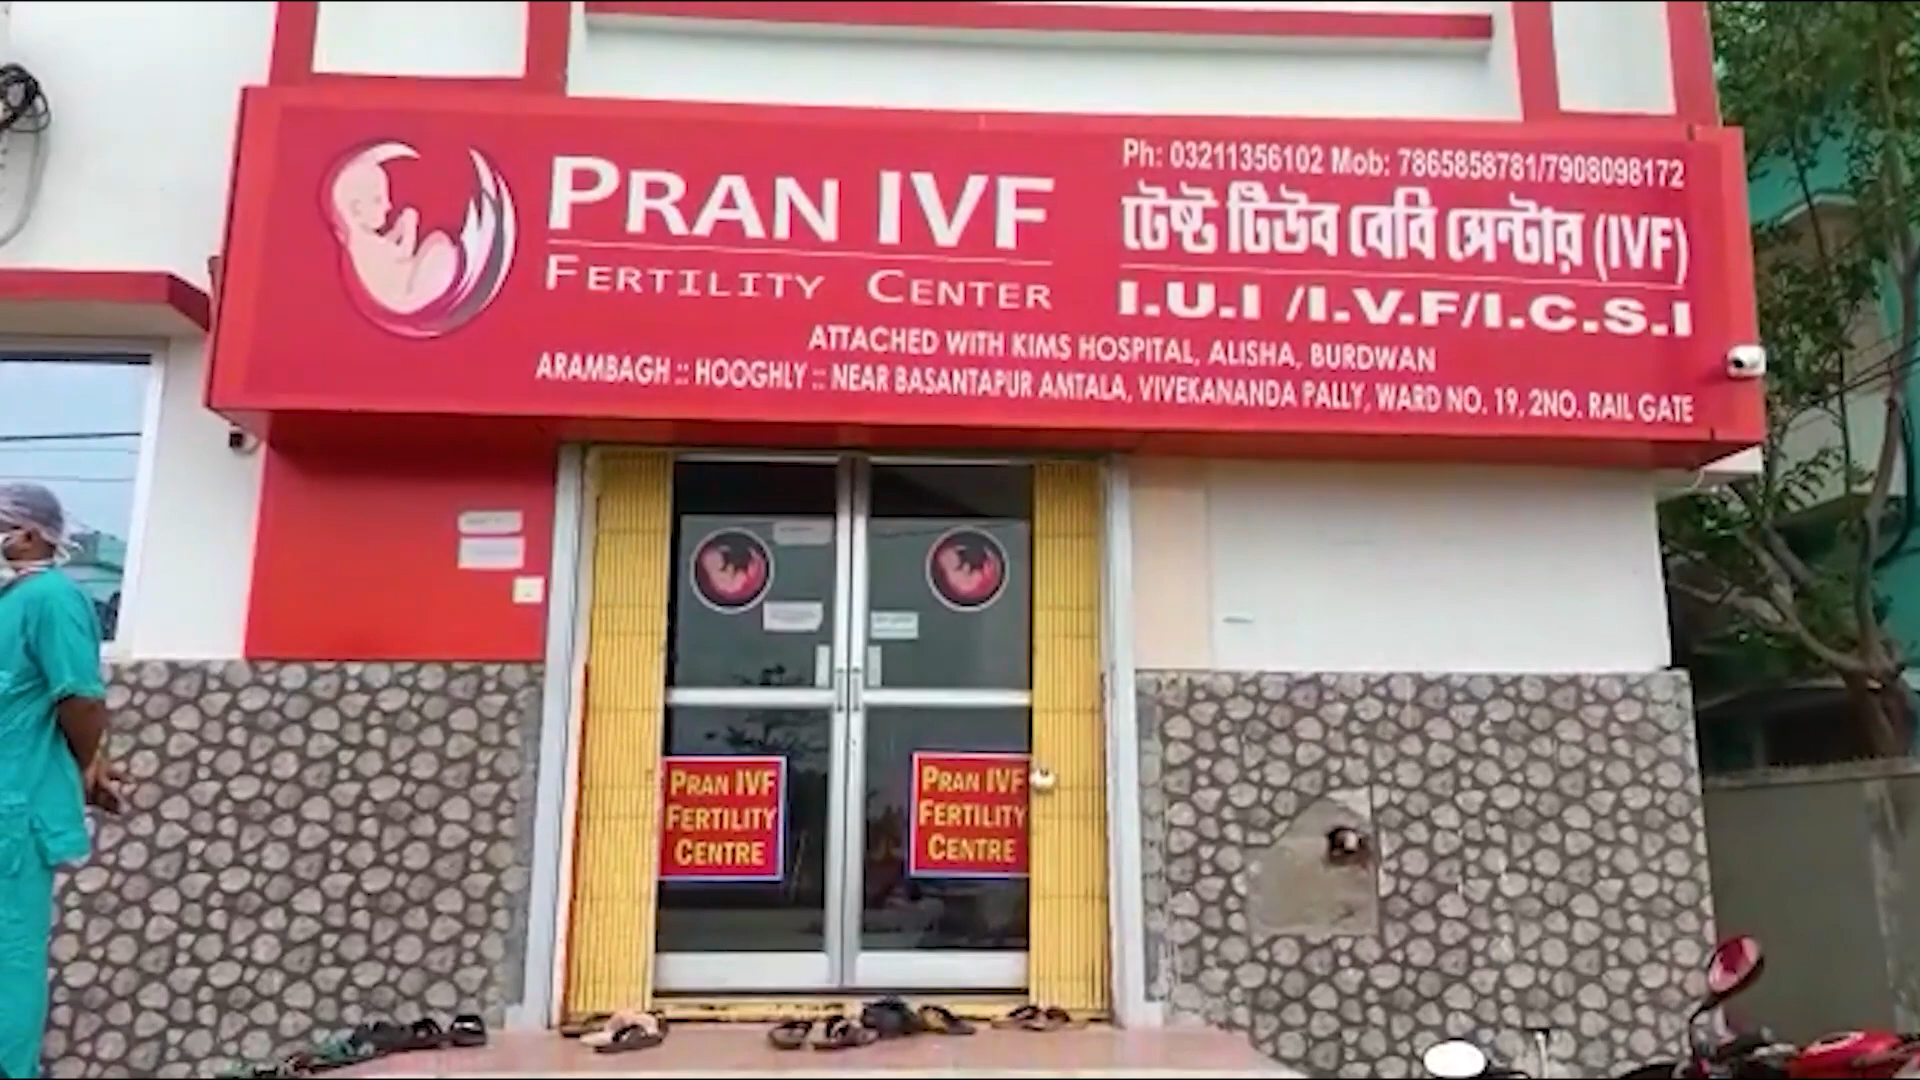 PRAN IVF
FERTILITY CENTER
Ph: 03211356102 Mob: 7865858781/7908098172
টেষ্ট টিউব বেবি সেন্টার (IVF)
I.U.I /I.V.F/I.C.S.I
ATTACHED WITH KIMS HOSPITAL, ALISHA, BURDWAN
ARAMBAGH :: HOOGHLY :: NEAR BASANTAPUR AMTALA, VIVEKANANDA PALLY, WARD NO. 19, 2NO. RAIL GATE
PRAN IVF
FERTILITY
CENTRE
PRAN IVF
FERTILITY
CENTRE